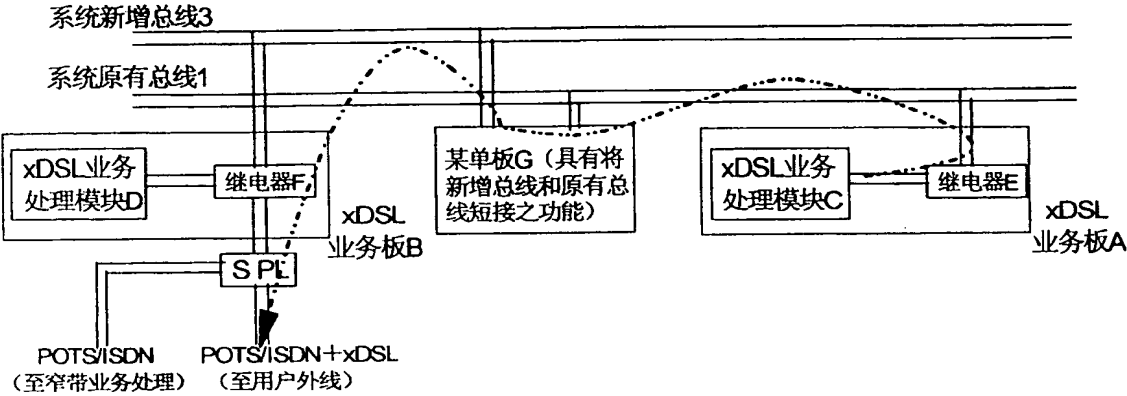 系统新增总线3
系统原有总线1
xDSL业务
处理模块D
继电器F
xDSL
业务板B
某单板G（具有将
新增总线和原有总
线短接之功能）
xDSL业务
处理模块C
继电器E
xDSL
业务板A
SPL
POTS/ISDN
（至窄带业务处理）
POTS/ISDN＋xDSL
（至用户外线）